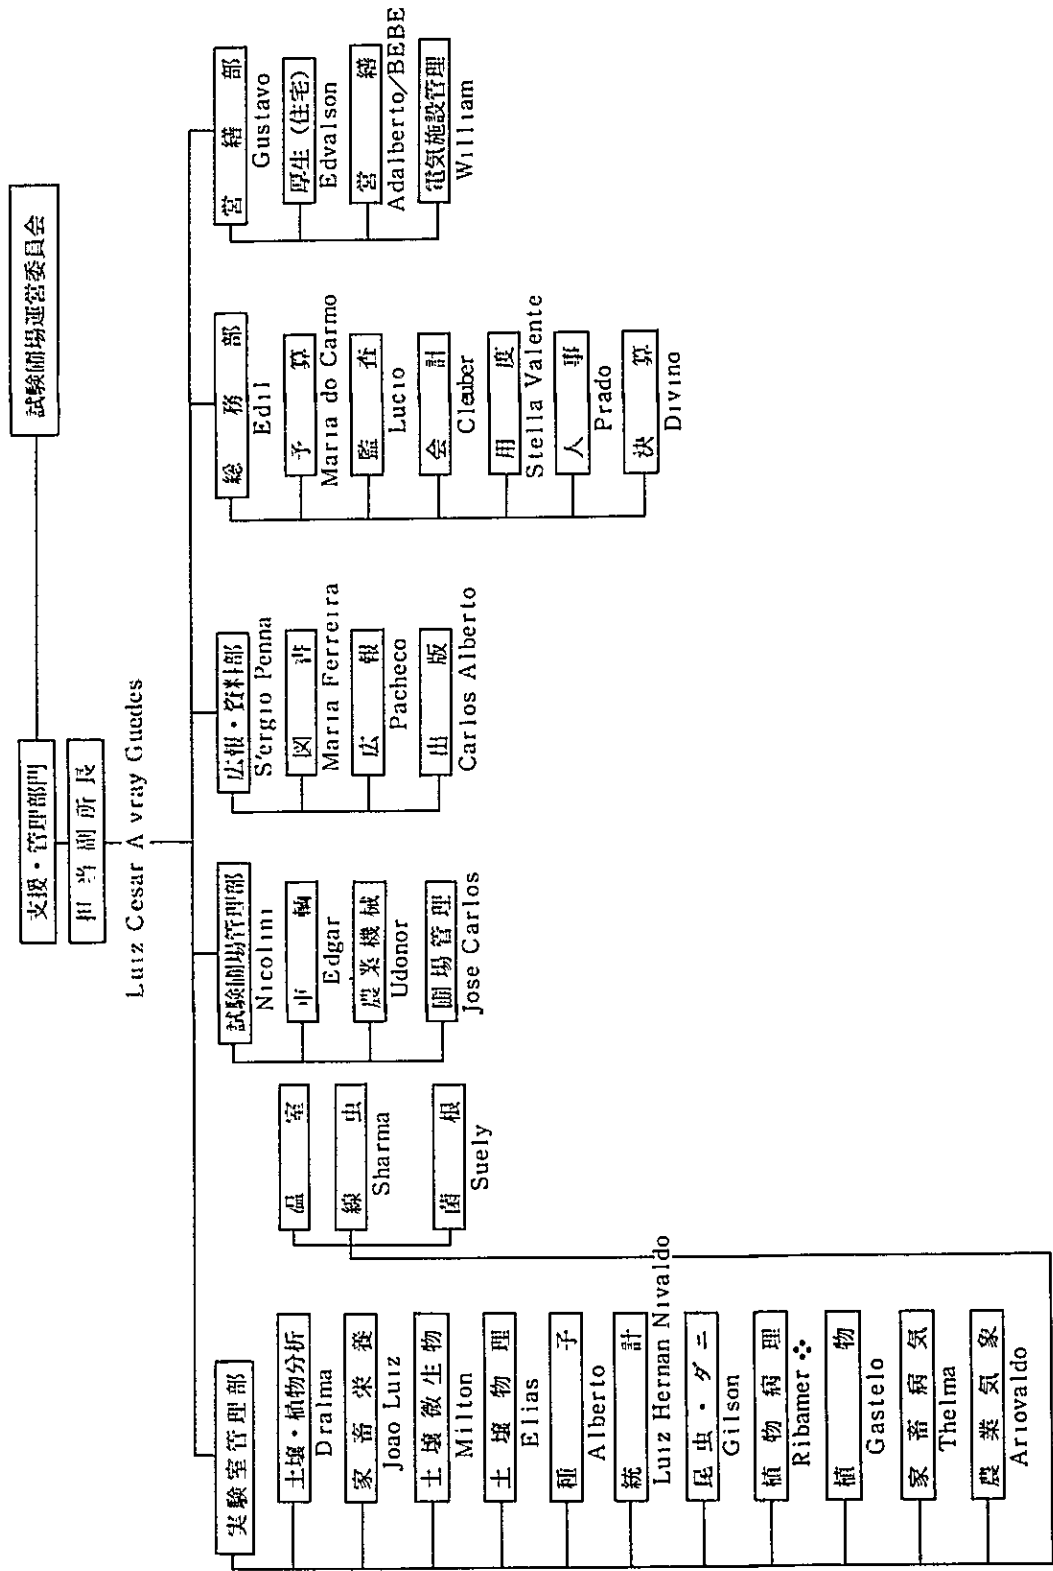 支援・管理部門
試験圃場運営委員会
担当副所長
Luiz Cesar A vray Guedes
実験室管理部
土壌・植物分析
Dralma
家畜栄養
Joao Luiz
土壌微生物
Milton
土壌物理
Elias
種子
Alberto
統計
Luiz Hernan Nivaldo
昆虫・ダニ
Gilson
植物病理
Ribamer
植物
Gastelo
家畜病気
Thelma
農業気象
Ariovaldo
温室
線虫
Sharma
菌根
Suely
試験圃場管理部
Nicolini
車輌
Edgar
農業機械
Udonor
圃場管理
Jose Carlos
広報・資料部
S'ergio Penna
図書
Maria Ferreira
広報
Pacheco
出版
Carlos Alberto
総務部
Edil
予算
Maria do Carmo
監査
Lucio
会計
Cleuber
用度
Stella Valente
人事
Prado
決算
Divino
営繕部
Gustavo
厚生(住宅)
Edvalson
営繕
Adalberto/BEBE
電気施設管理
William